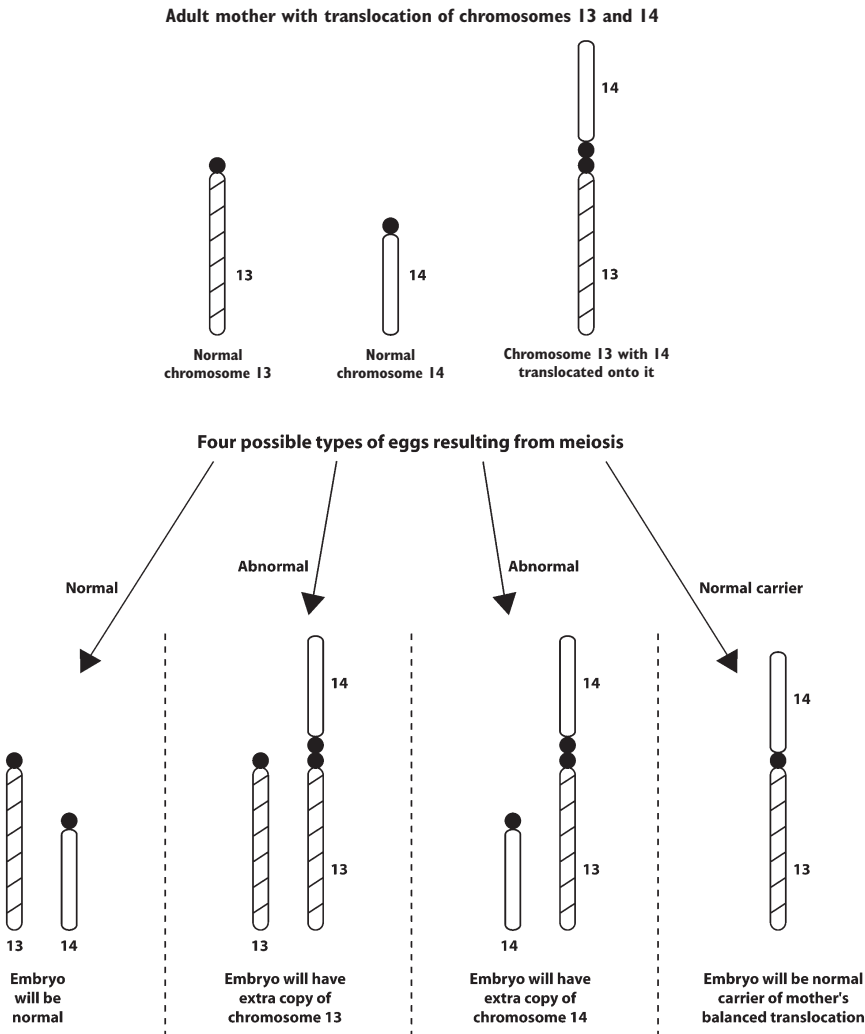 Adult mother with translocation of chromosomes 13 and 14
14
13
14
13
Normal
chromosome 13
Normal
chromosome 14
Chromosome 13 with 14
translocated onto it
Four possible types of eggs resulting from meiosis
Normal
Abnormal
Abnormal
Normal carrier
13
14
Embryo
will be
normal
14
13
13
Embryo will have
extra copy of
chromosome 13
14
13
14
Embryo will have
extra copy of
chromosome 14
14
13
Embryo will be normal
carrier of mother's
balanced translocation